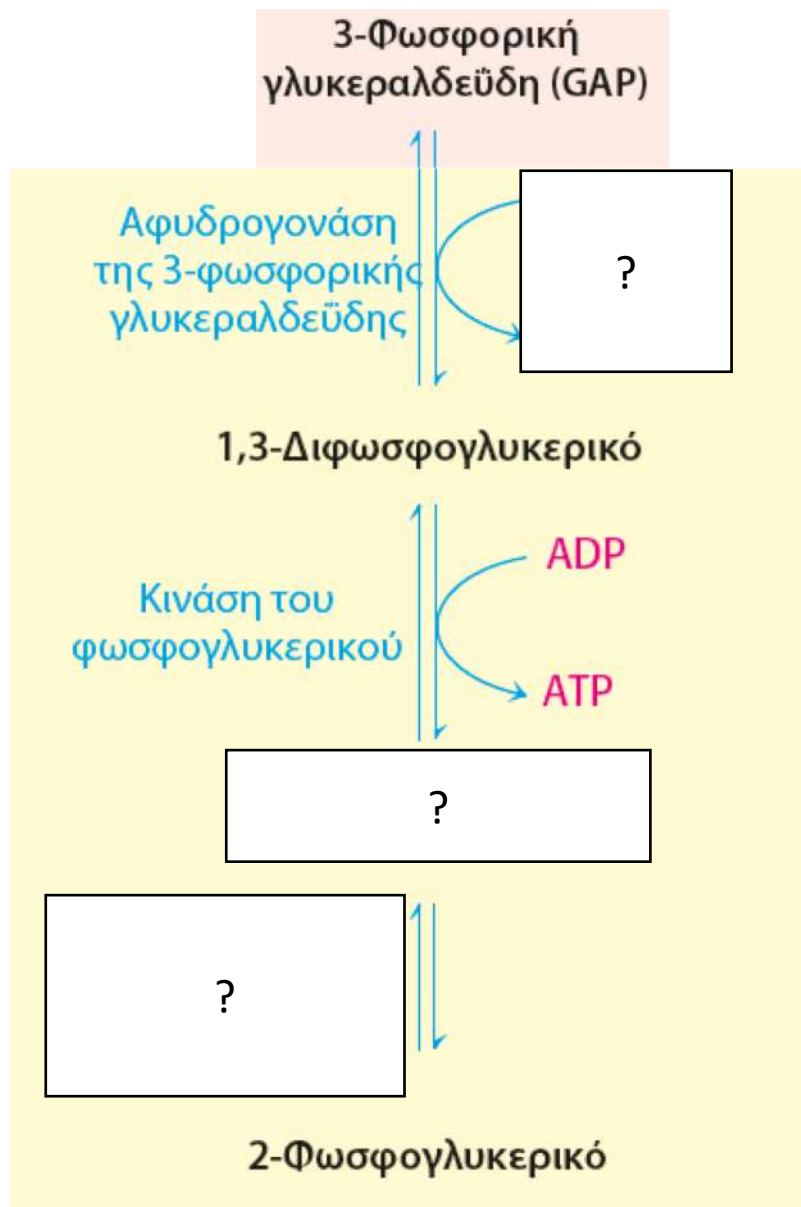 3-Φωσφορική
γλυκεραλδεΰδη (GAP)
Αφυδρογονάση
της 3-φωσφορικής
γλυκεραλδεΰδης
?
1,3-Διφωσφογλυκερικό
ADP
Κινάση του
φωσφογλυκερικού
ATP
?
?
2-Φωσφογλυκερικό